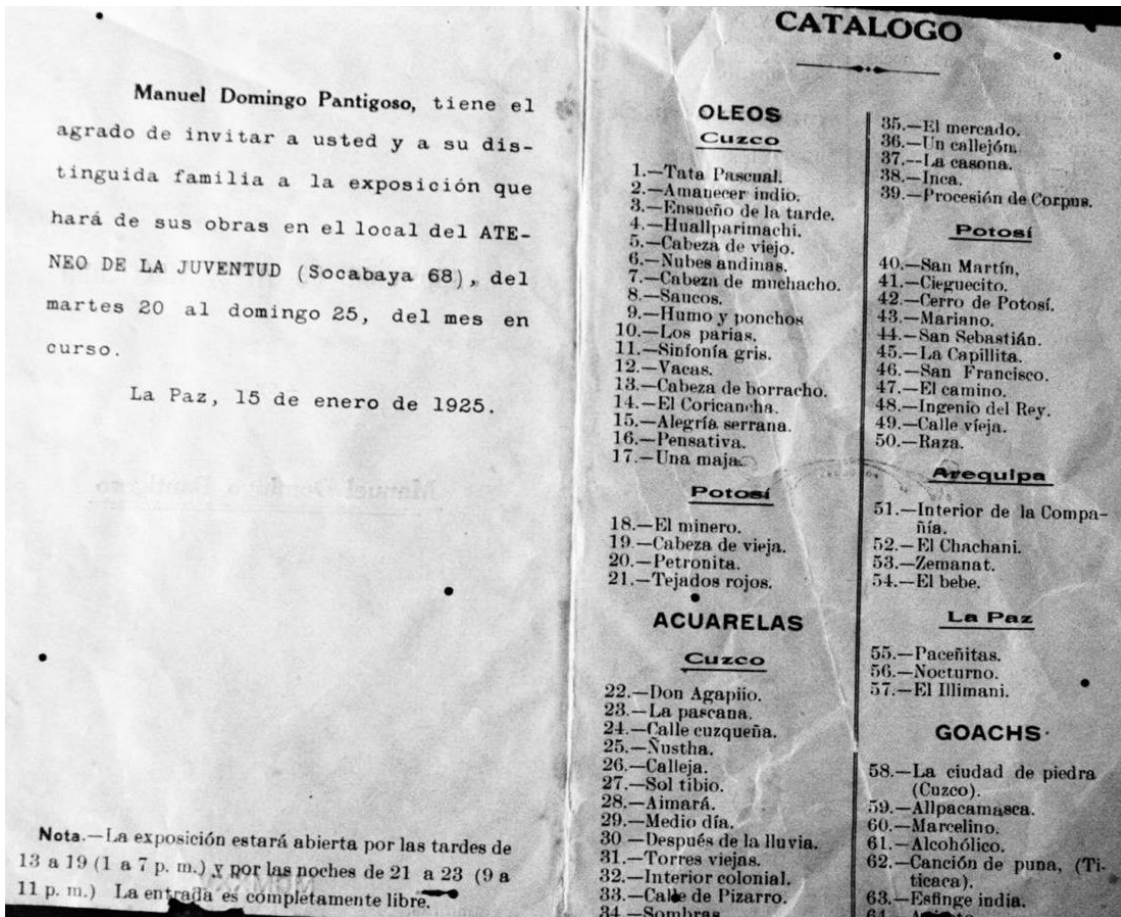 Manuel Domingo Pantigoso, tiene el
agrado de invitar a usted y a su dis-
tinguida familia a la exposición que
hará de sus obras en el local del ATE-
NEO DE LA JUVENTUD (Socabaya 68), del
martes 20 al domingo 25, del mes en
curso.
La Paz, 15 de enero de 1925.
Nota.—La exposición estará abierta por las tardes de
13 a 19 (1 a 7 p. m.) y por las noches de 21 a 23 (9 a
11 p. m.) La entrada es completamente libre.
CATALOGO
OLEOS
Cuzco
1.—Tata Pascual.
2.—Amanecer indio.
3.—Ensueño de la tarde.
4.—Huallparimachi.
5.—Cabeza de viejo.
6.—Nubes andinas.
7.—Cabeza de muchacho.
8.—Saucos.
9.—Humo y ponchos
10.—Los parias.
11.—Sinfonía gris.
12.—Vacas.
13.—Cabeza de borracho.
14.—El Coricancha.
15.—Alegría serrana.
16.—Pensativa.
17.—Una maja.
Potosí
18.—El minero.
19.—Cabeza de vieja.
20.—Petronita.
21.—Tejados rojos.
ACUARELAS
Cuzco
22.—Don Agapiio.
23.—La pascana.
24.—Calle cuzqueña.
25.—Ñustha.
26.—Calleja.
27.—Sol tibio.
28.—Aimará.
29.—Medio día.
30 —Después de la lluvia.
31.—Torres viejas.
32.—Interior colonial.
33.—Calle de Pizarro.
34.—Sombras
35.—El mercado.
36.—Un callejón.
37.—La casona.
38.—Inca.
39.—Procesión de Corpus.
Potosí
40.—San Martín,
41.—Cieguecito.
42.—Cerro de Potosí.
43.—Mariano.
44.—San Sebastián.
45.—La Capillita.
46.—San Francisco.
47.—El camino.
48.—Ingenio del Rey.
49.—Calle vieja.
50.—Raza.
Arequipa
51.—Interior de la Compa-
ñía.
52.—El Chachani.
53.—Zemanat.
54.—El bebe.
La Paz
55.—Paceñitas.
56.—Nocturno.
57.—El Illimani.
GOACHS
58.—La ciudad de piedra
(Cuzco).
59.—Allpacamasca.
60.—Marcelino.
61.—Alcohólico.
62.—Canción de puna, (Ti-
ticaca).
63.—Esfinge india.
64.—